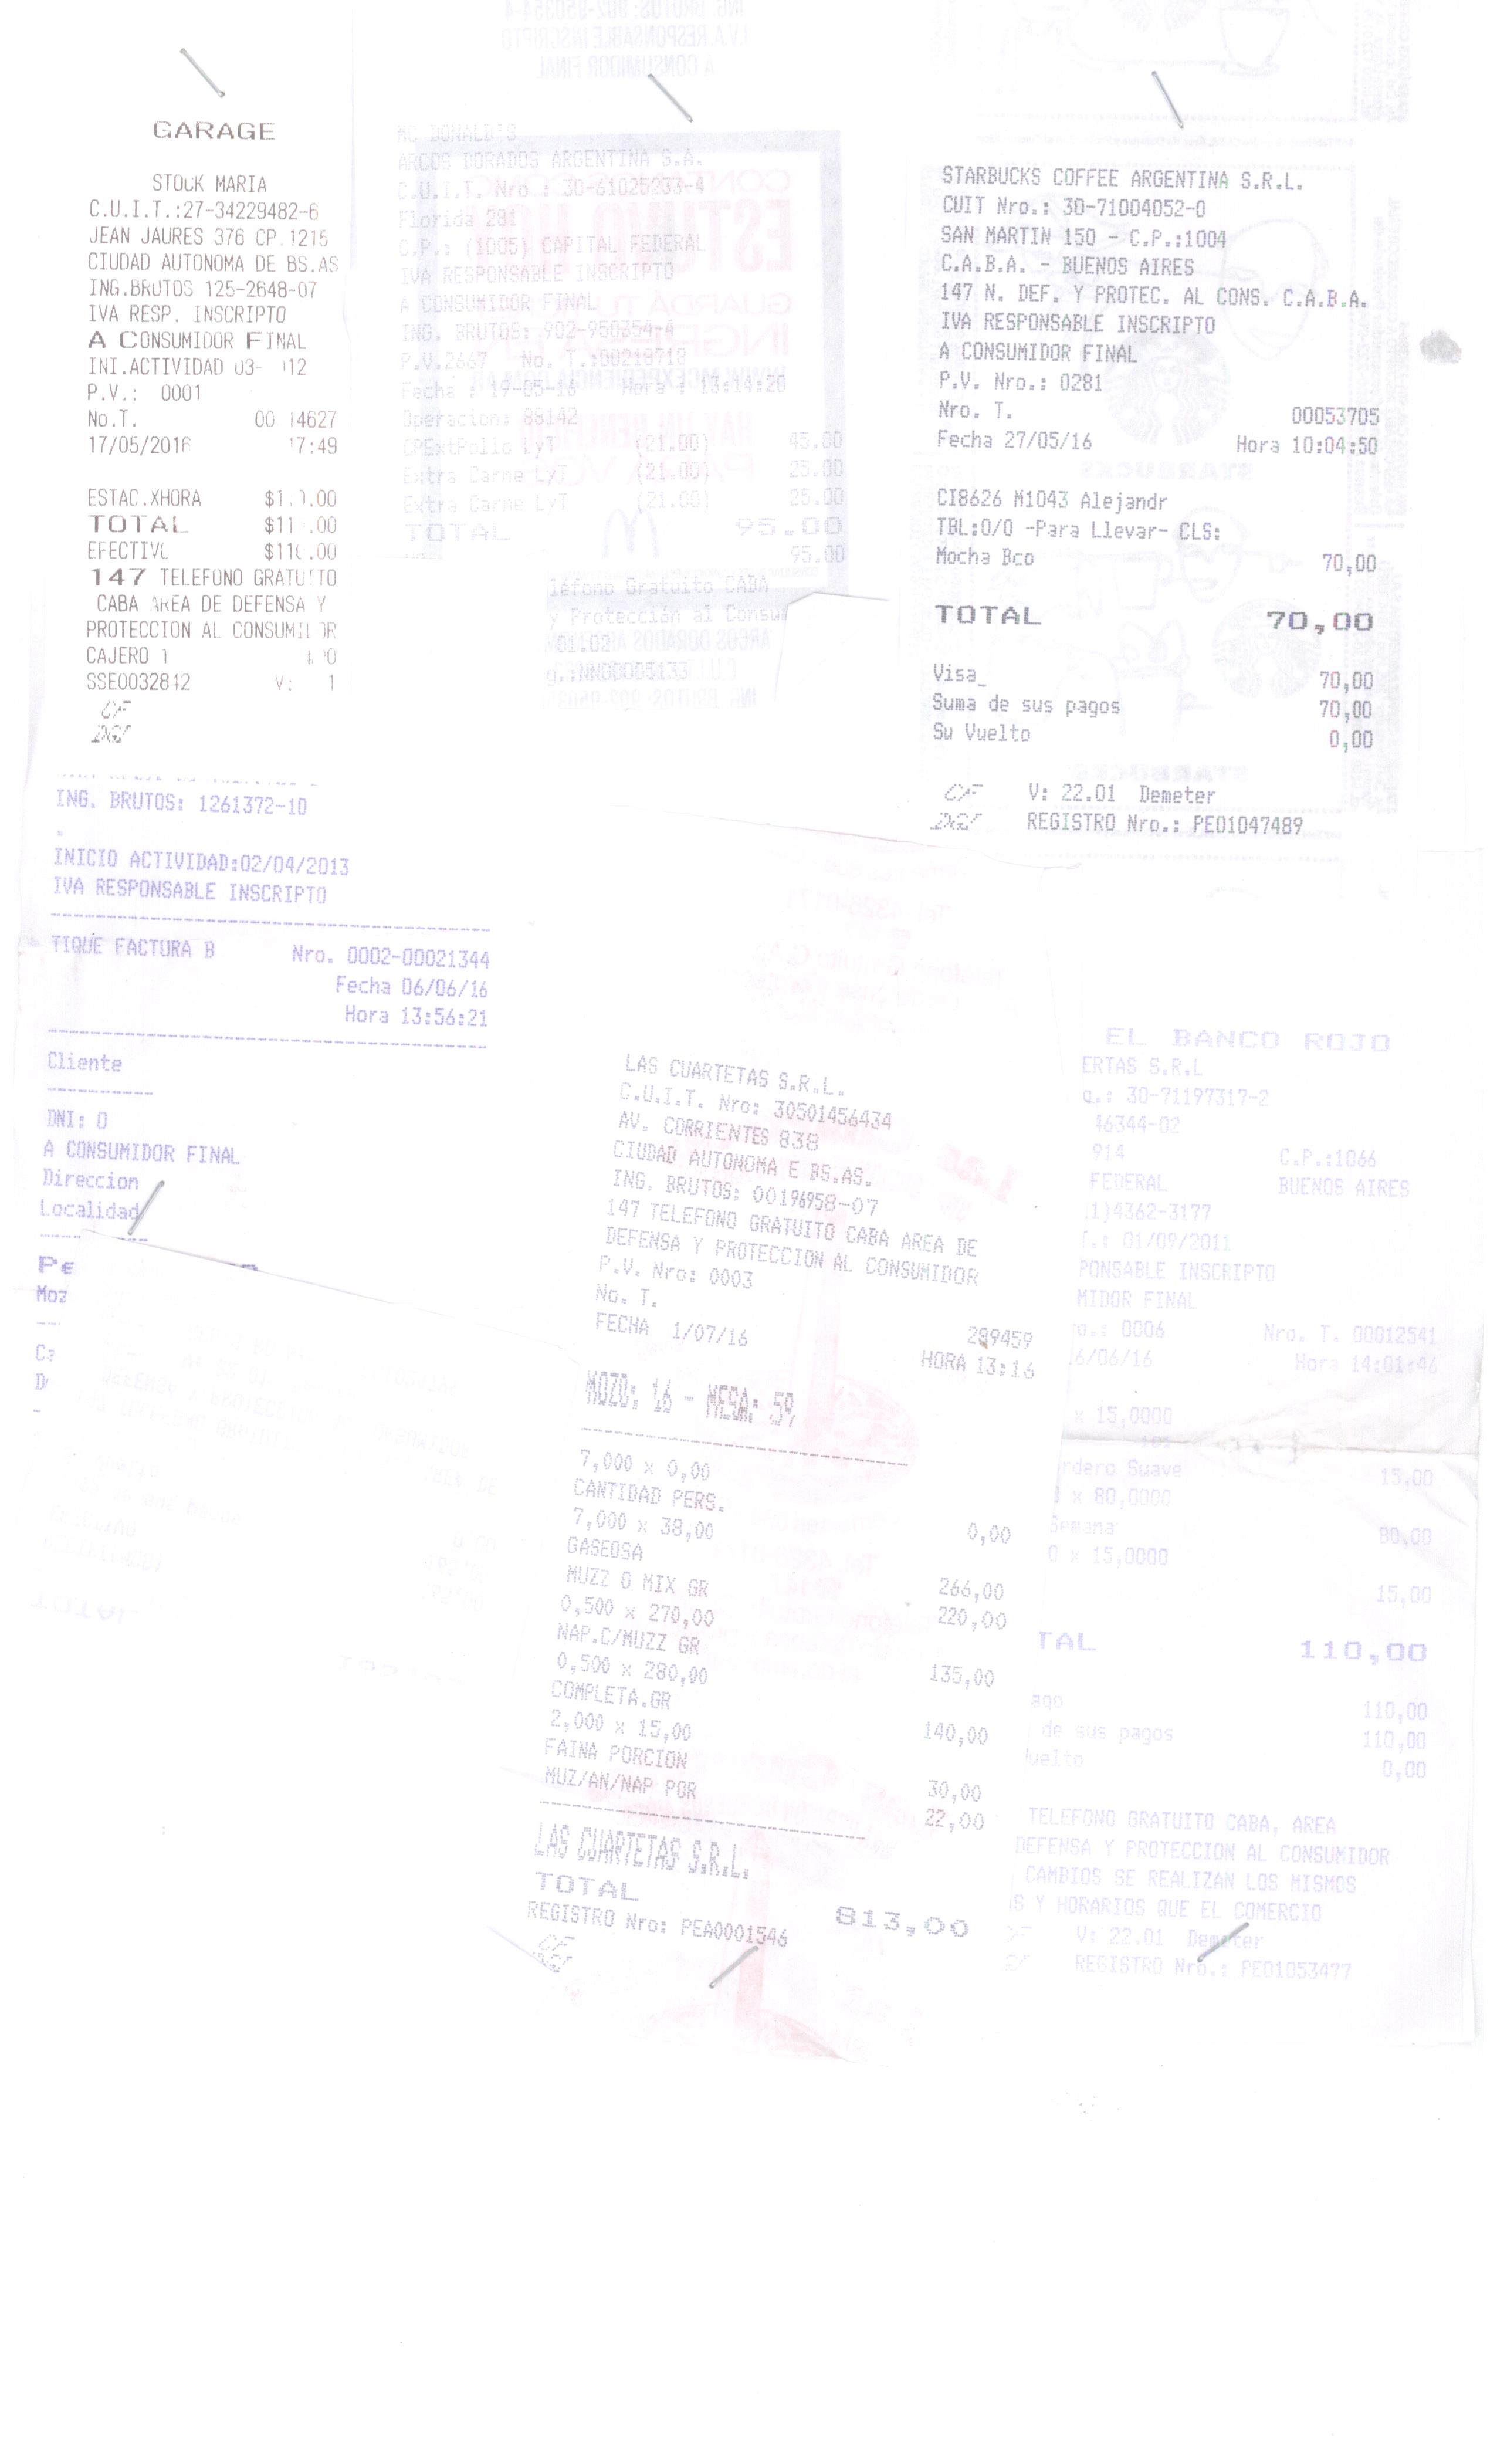 GARAGE
STOCK MARIA
C.U.I.T.:27-34229482-6
JEAN JAURES 376 CP 1215
CIUDAD AUTONOMA DE BS.AS
ING.BRUTOS 125-2648-07
IVA RESP. INSCRIPTO
A CONSUMIDOR FINAL
INI.ACTIVIDAD 03- 12
P.V.: 0001
No.T. 00 14627
17/05/2016 7:49
ESTAC.XHORA
TOTAL
EFECTIV
147 TELEFONO GRATUITO
CABA AREA DE DEFENSA Y
PROTECCION AL CONSUMIDOR
CAJERO 1
SSE0032842 V: 1
MC DONALD'S
ARCOS DORADOS ARGENTINA S.A.
C.U.I.T. Nro.: 30-61025233-4
Florida 281
C.P.: (1005) CAPITAL FEDERAL
IVA RESPONSABLE INSCRIPTO
A CONSUMIDOR FINAL
ING. BRUTOS: 902-950354-4
P.V.2667 No. T.:00218718
Fecha : 19-05-16 Hora : 13:14:20
Operacion: 88142
CPExtPollo LyT (21.00) 45.00
Extra Carne LyT (21.00) 25.00
Extra Carne LyT (21.00) 25.00
TOTAL 95.00
95.00
léfono Gratuito CABA
y Protección al Consum
01.02
g.:NNG0005133
STARBUCKS COFFEE ARGENTINA S.R.L.
CUIT Nro.: 30-71004052-0
SAN MARTIN 150 - C.P.:1004
C.A.B.A. - BUENOS AIRES
147 N. DEF. Y PROTEC. AL CONS. C.A.B.A.
IVA RESPONSABLE INSCRIPTO
A CONSUMIDOR FINAL
P.V. Nro.: 0281
Nro. T. 00053705
Fecha 27/05/16 Hora 10:04:50
CI8626 M1043 Alejandr
TBL:0/0 -Para Llevar- CLS:
Mocha Bco 70,00
TOTAL 70,00
Visa_ 70,00
Suma de sus pagos 70,00
Su Vuelto 0,00
V: 22.01 Demeter
REGISTRO Nro.: PE01047489
ING. BRUTOS: 1261372-10
.
INICIO ACTIVIDAD:02/04/2013
IVA RESPONSABLE INSCRIPTO
TIQUE FACTURA B Nro. 0002-00021344
Fecha 06/06/16
Hora 13:56:21
Cliente
DNI: 0
A CONSUMIDOR FINAL
Direccion
Localidad
Pe
Moz
Ca
D
LAS CUARTETAS S.R.L.
C.U.I.T. Nro: 30501456434
AV. CORRIENTES 838
CIUDAD AUTONOMA E BS.AS.
ING. BRUTOS: 00196958-07
147 TELEFONO GRATUITO CABA AREA DE
DEFENSA Y PROTECCION AL CONSUMIDOR
P.V. Nro: 0003
No. T. 289459
FECHA 1/07/16 HORA 13:16
MOZO: 16 - MESA: 59
7,000 x 0,00
CANTIDAD PERS. 0,00
7,000 x 38,00
GASEOSA 266,00
MUZZ O MIX GR 220,00
0,500 x 270,00
NAP.C/MUZZ GR 135,00
0,500 x 280,00
COMPLETA.GR 140,00
2,000 x 15,00
FAINA PORCION 30,00
MUZ/AN/NAP POR 22,00
LAS CUARTETAS S.R.L.
TOTAL 813,00
REGISTRO Nro: PEA0001546
EL BANCO ROJO
ERTAS S.R.L
a.: 30-71197317-2
46344-02
914 C.P.:1066
FEDERAL BUENOS AIRES
1)4362-3177
T.: 01/09/2011
PONSABLE INSCRIPTO
MIDOR FINAL
ro.: 0006 Nro. T. 00012541
6/06/16 Hora 14:01:46
x 15,0000
rdero Suave 15,00
x 80,0000
Semana 80,00
0 x 15,0000
15,00
TAL 110,00
ago 110,00
de sus pagos 110,00
uelto 0,00
TELEFONO GRATUITO CABA, AREA
DEFENSA Y PROTECCION AL CONSUMIDOR
CAMBIOS SE REALIZAN LOS MISMOS
S Y HORARIOS QUE EL COMERCIO
V: 22.01 Demeter
REGISTRO Nro.: PE01053477